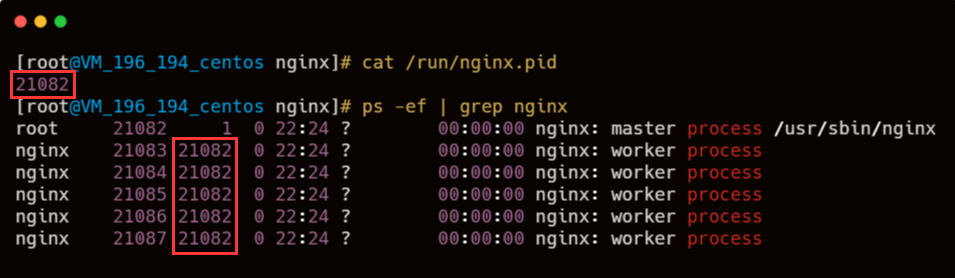 [root@VM_196_194_centos nginx]# cat /run/nginx.pid
21082
[root@VM_196_194_centos nginx]# ps -ef | grep nginx
root 21082 1 0 22:24 ? 00:00:00 nginx: master process /usr/sbin/nginx
nginx 21083 21082 0 22:24 ? 00:00:00 nginx: worker process
nginx 21084 21082 0 22:24 ? 00:00:00 nginx: worker process
nginx 21085 21082 0 22:24 ? 00:00:00 nginx: worker process
nginx 21086 21082 0 22:24 ? 00:00:00 nginx: worker process
nginx 21087 21082 0 22:24 ? 00:00:00 nginx: worker process